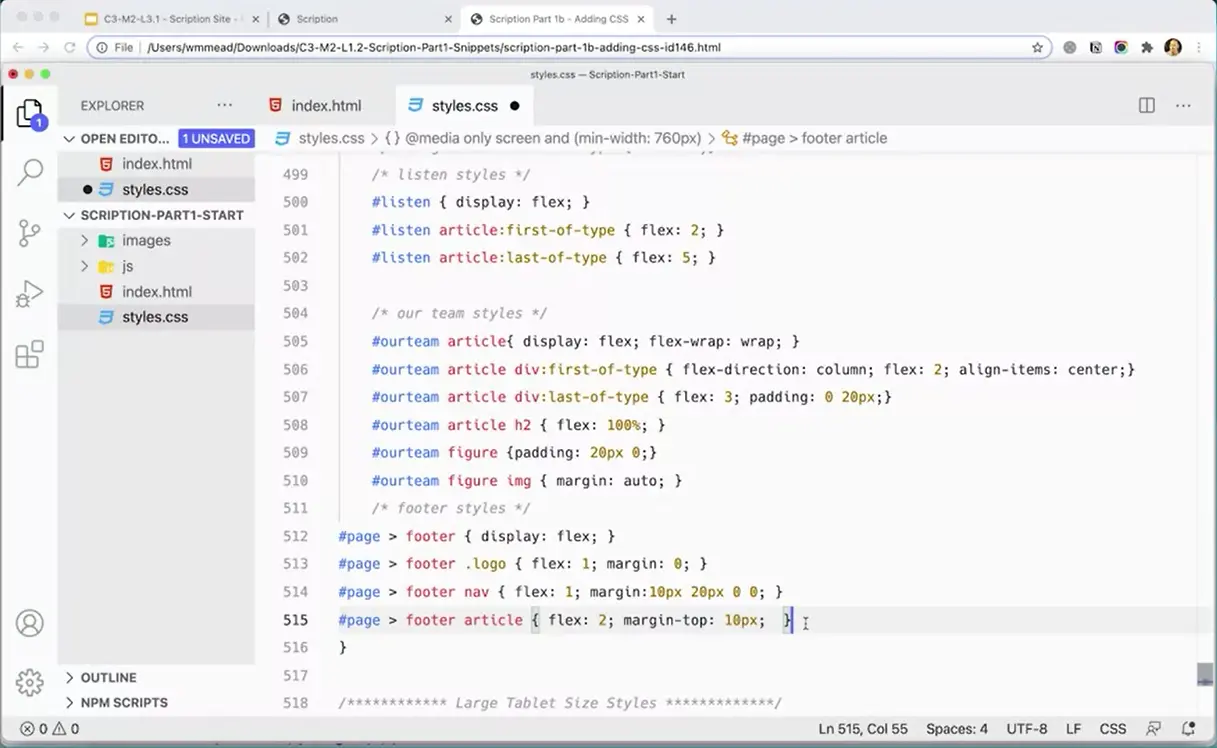 C3-M2-L3.1 - Scription Site -
Scription
Scription Part 1b - Adding CSS
File /Users/wmmead/Downloads/C3-M2-L1.2-Scription-Part1-Snippets/scription-part-1b-adding-css-id146.html
styles.css — Scription-Part1-Start
EXPLORER
index.html
styles.css
OPEN EDITO... 1 UNSAVED
styles.css > { } @media only screen and (min-width: 760px) > #page > footer article
1
index.html
styles.css
SCRIPTION-PART1-START
images
js
index.html
styles.css
OUTLINE
NPM SCRIPTS
499 /* listen styles */
500 #listen { display: flex; }
501 #listen article:first-of-type { flex: 2; }
502 #listen article:last-of-type { flex: 5; }
503
504 /* our team styles */
505 #ourteam article{ display: flex; flex-wrap: wrap; }
506 #ourteam article div:first-of-type { flex-direction: column; flex: 2; align-items: center;}
507 #ourteam article div:last-of-type { flex: 3; padding: 0 20px;}
508 #ourteam article h2 { flex: 100%; }
509 #ourteam figure {padding: 20px 0;}
510 #ourteam figure img { margin: auto; }
511 /* footer styles */
512 #page > footer { display: flex; }
513 #page > footer .logo { flex: 1; margin: 0; }
514 #page > footer nav { flex: 1; margin:10px 20px 0 0; }
515 #page > footer article { flex: 2; margin-top: 10px;  }
516 }
517
518 /************ Large Tablet Size Styles *************/
0 0
Ln 515, Col 55 Spaces: 4 UTF-8 LF CSS